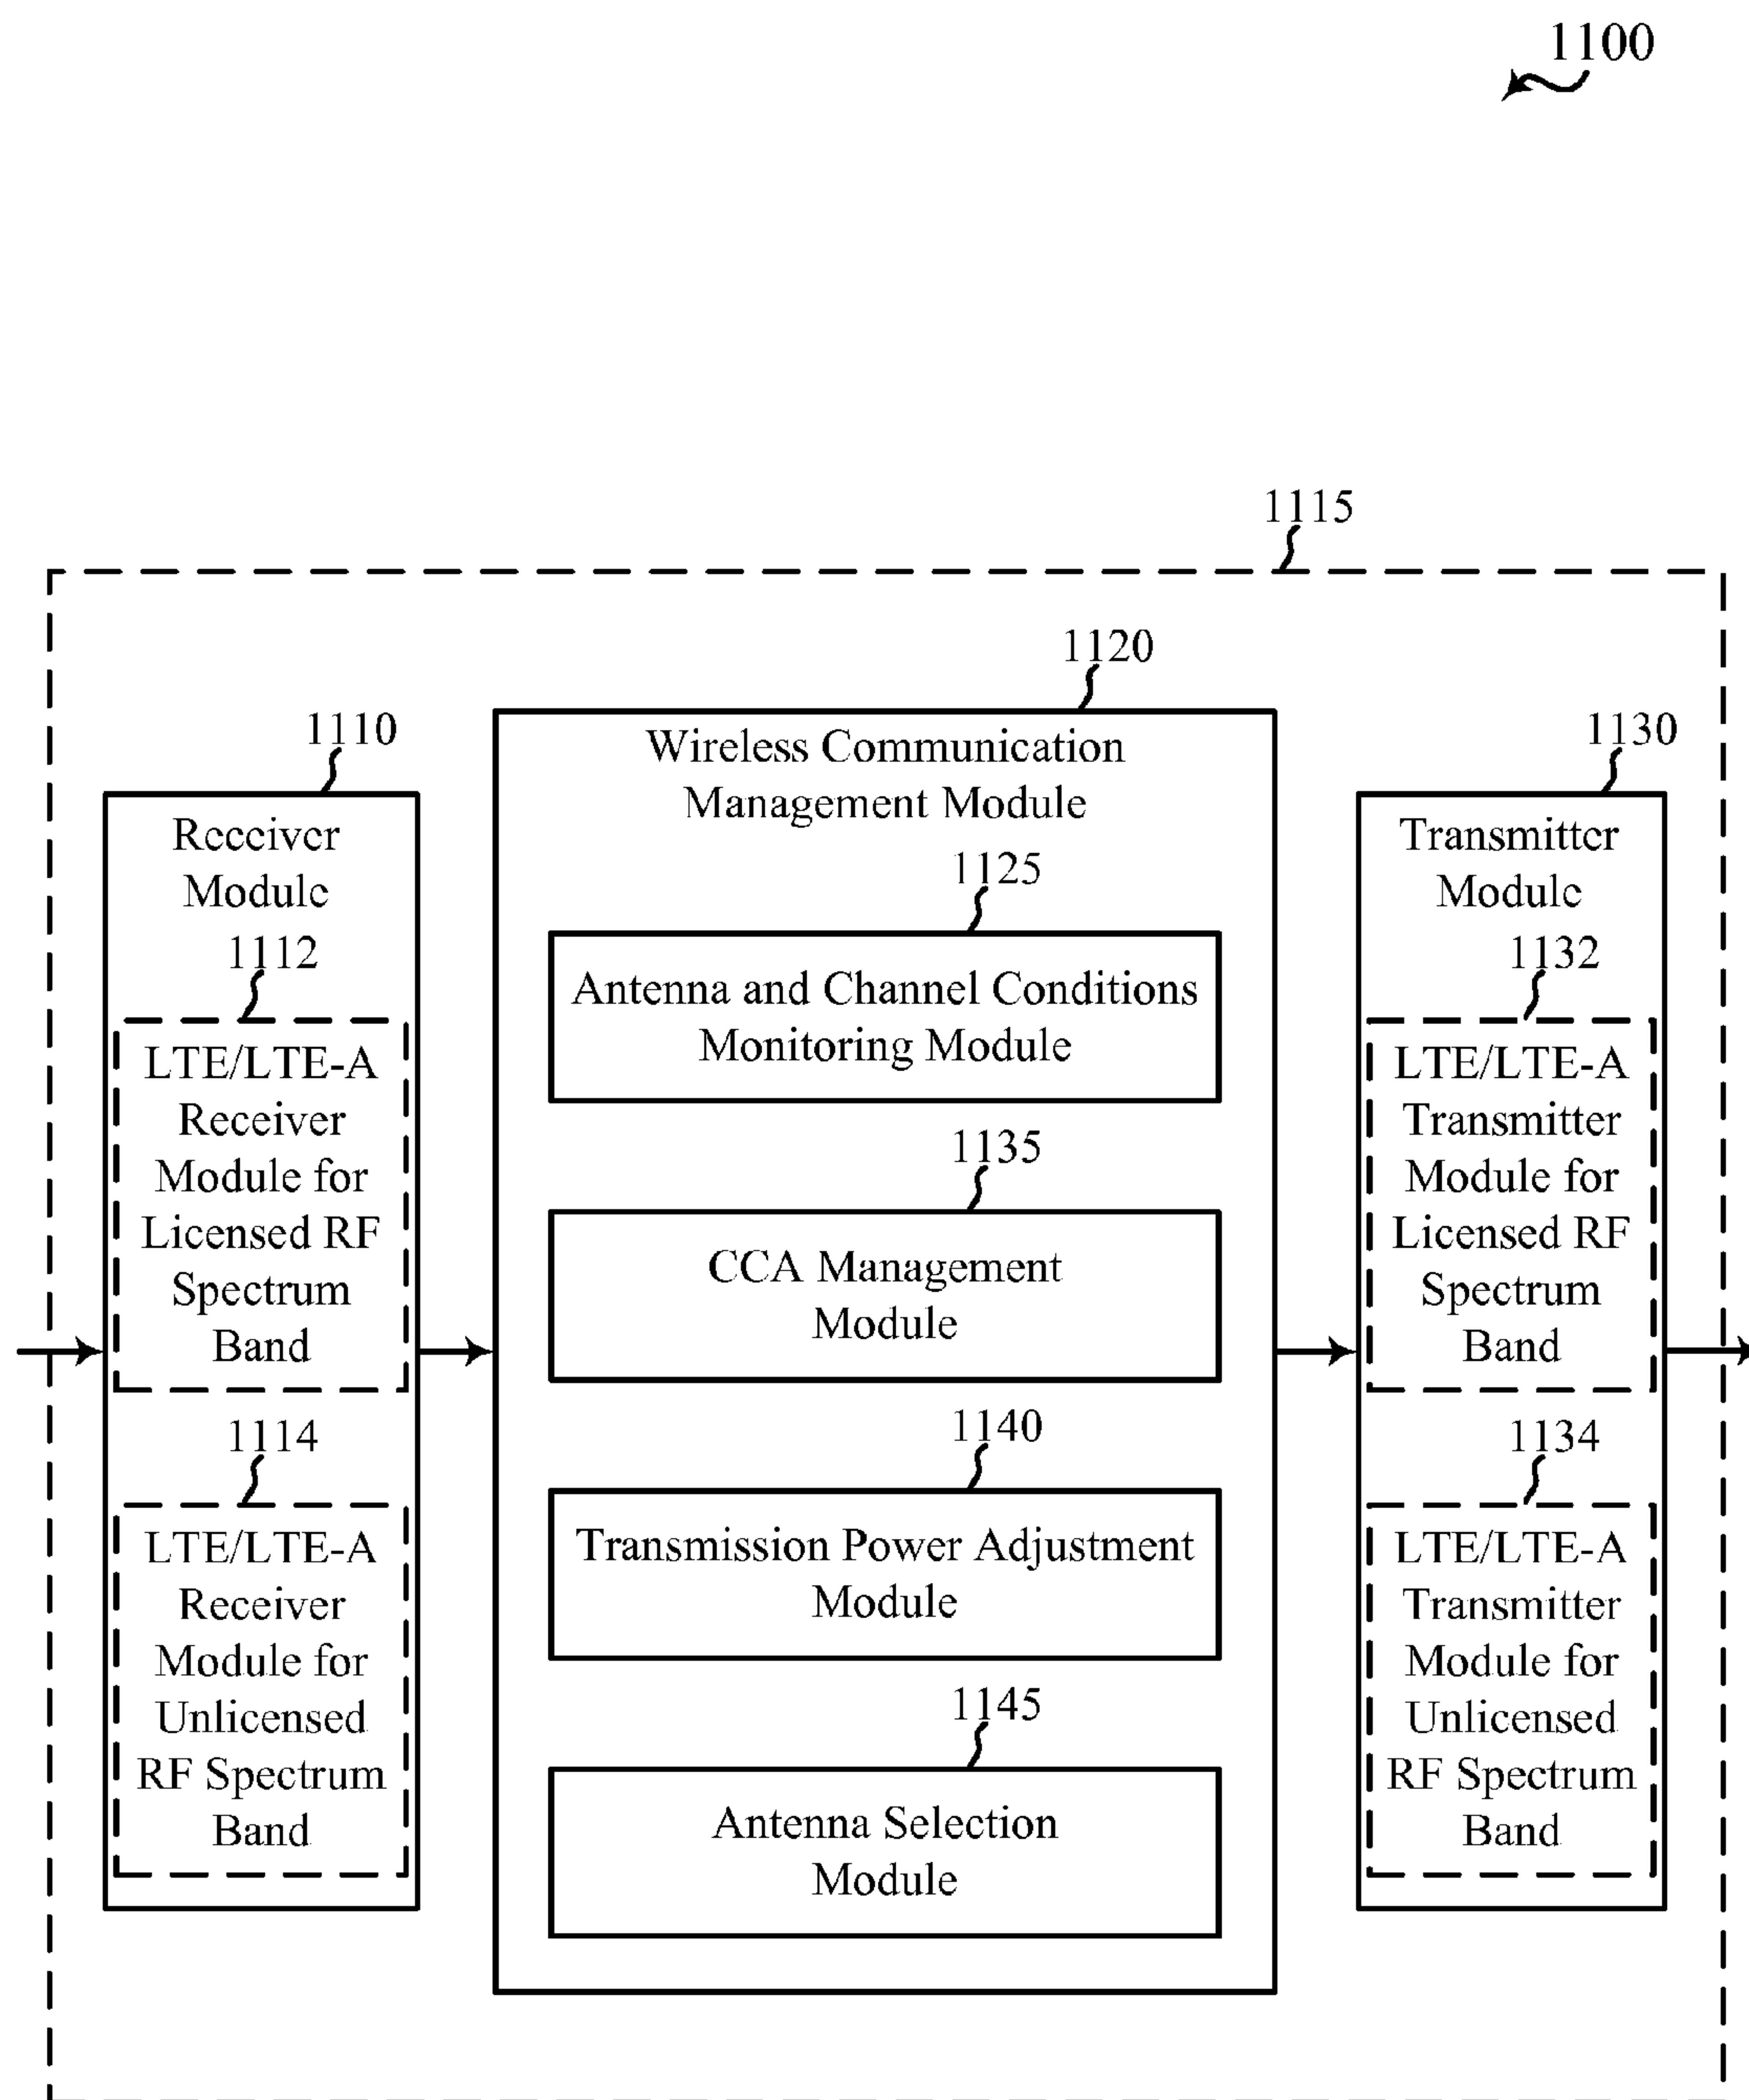 1100
1115
1120
Wireless Communication
Management Module
1110
Receiver
Module
1112
LTE/LTE-A
Receiver
Module for
Licensed RF
Spectrum
Band
1114
LTE/LTE-A
Receiver
Module for
Unlicensed
RF Spectrum
Band
1125
Antenna and Channel Conditions
Monitoring Module
1135
CCA Management
Module
1140
Transmission Power Adjustment
Module
1145
Antenna Selection
Module
1130
Transmitter
Module
1132
LTE/LTE-A
Transmitter
Module for
Licensed RF
Spectrum
Band
1134
LTE/LTE-A
Transmitter
Module for
Unlicensed
RF Spectrum
Band